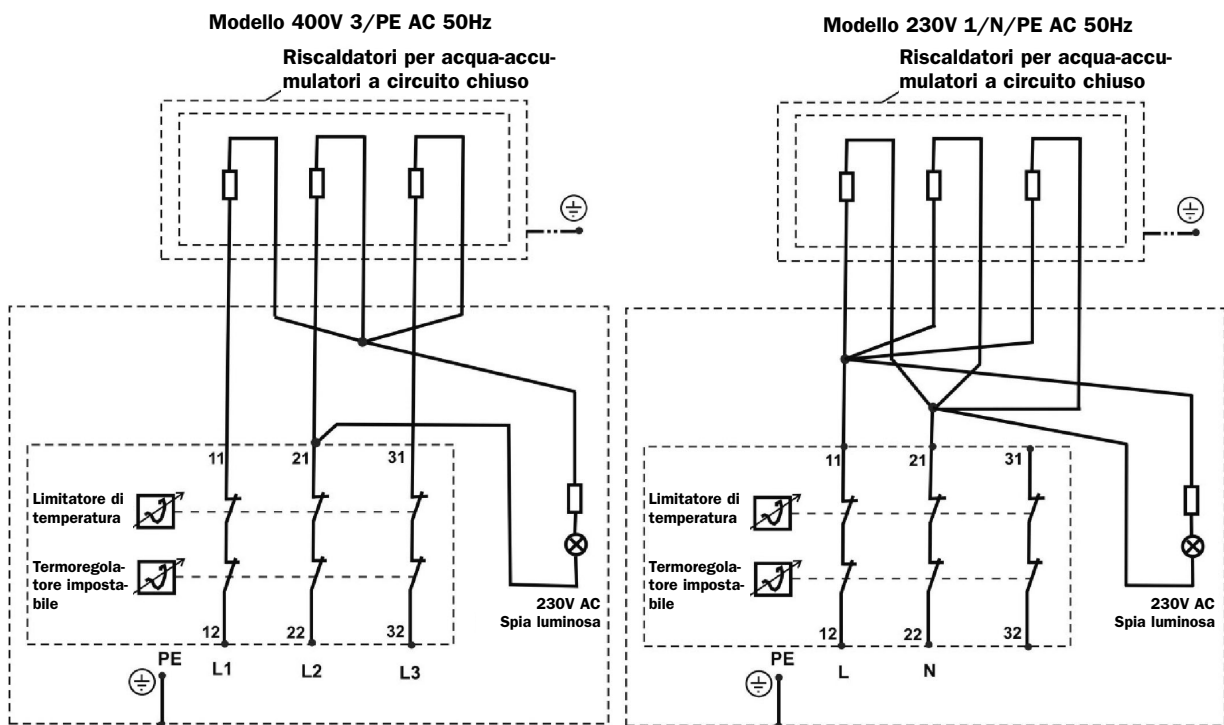 Modello 400V 3/PE AC 50Hz
Riscaldatori per acqua-accu-
mulatori a circuito chiuso
11
21
31
Limitatore di
temperatura
Termoregola-
tore imposta-
bile
12
22
32
230V AC
Spia luminosa
PE
L1
L2
L3
Modello 230V 1/N/PE AC 50Hz
Riscaldatori per acqua-accu-
mulatori a circuito chiuso
11
21
31
Limitatore di
temperatura
Termoregola-
tore imposta-
bile
12
22
32
230V AC
Spia luminosa
PE
L
N